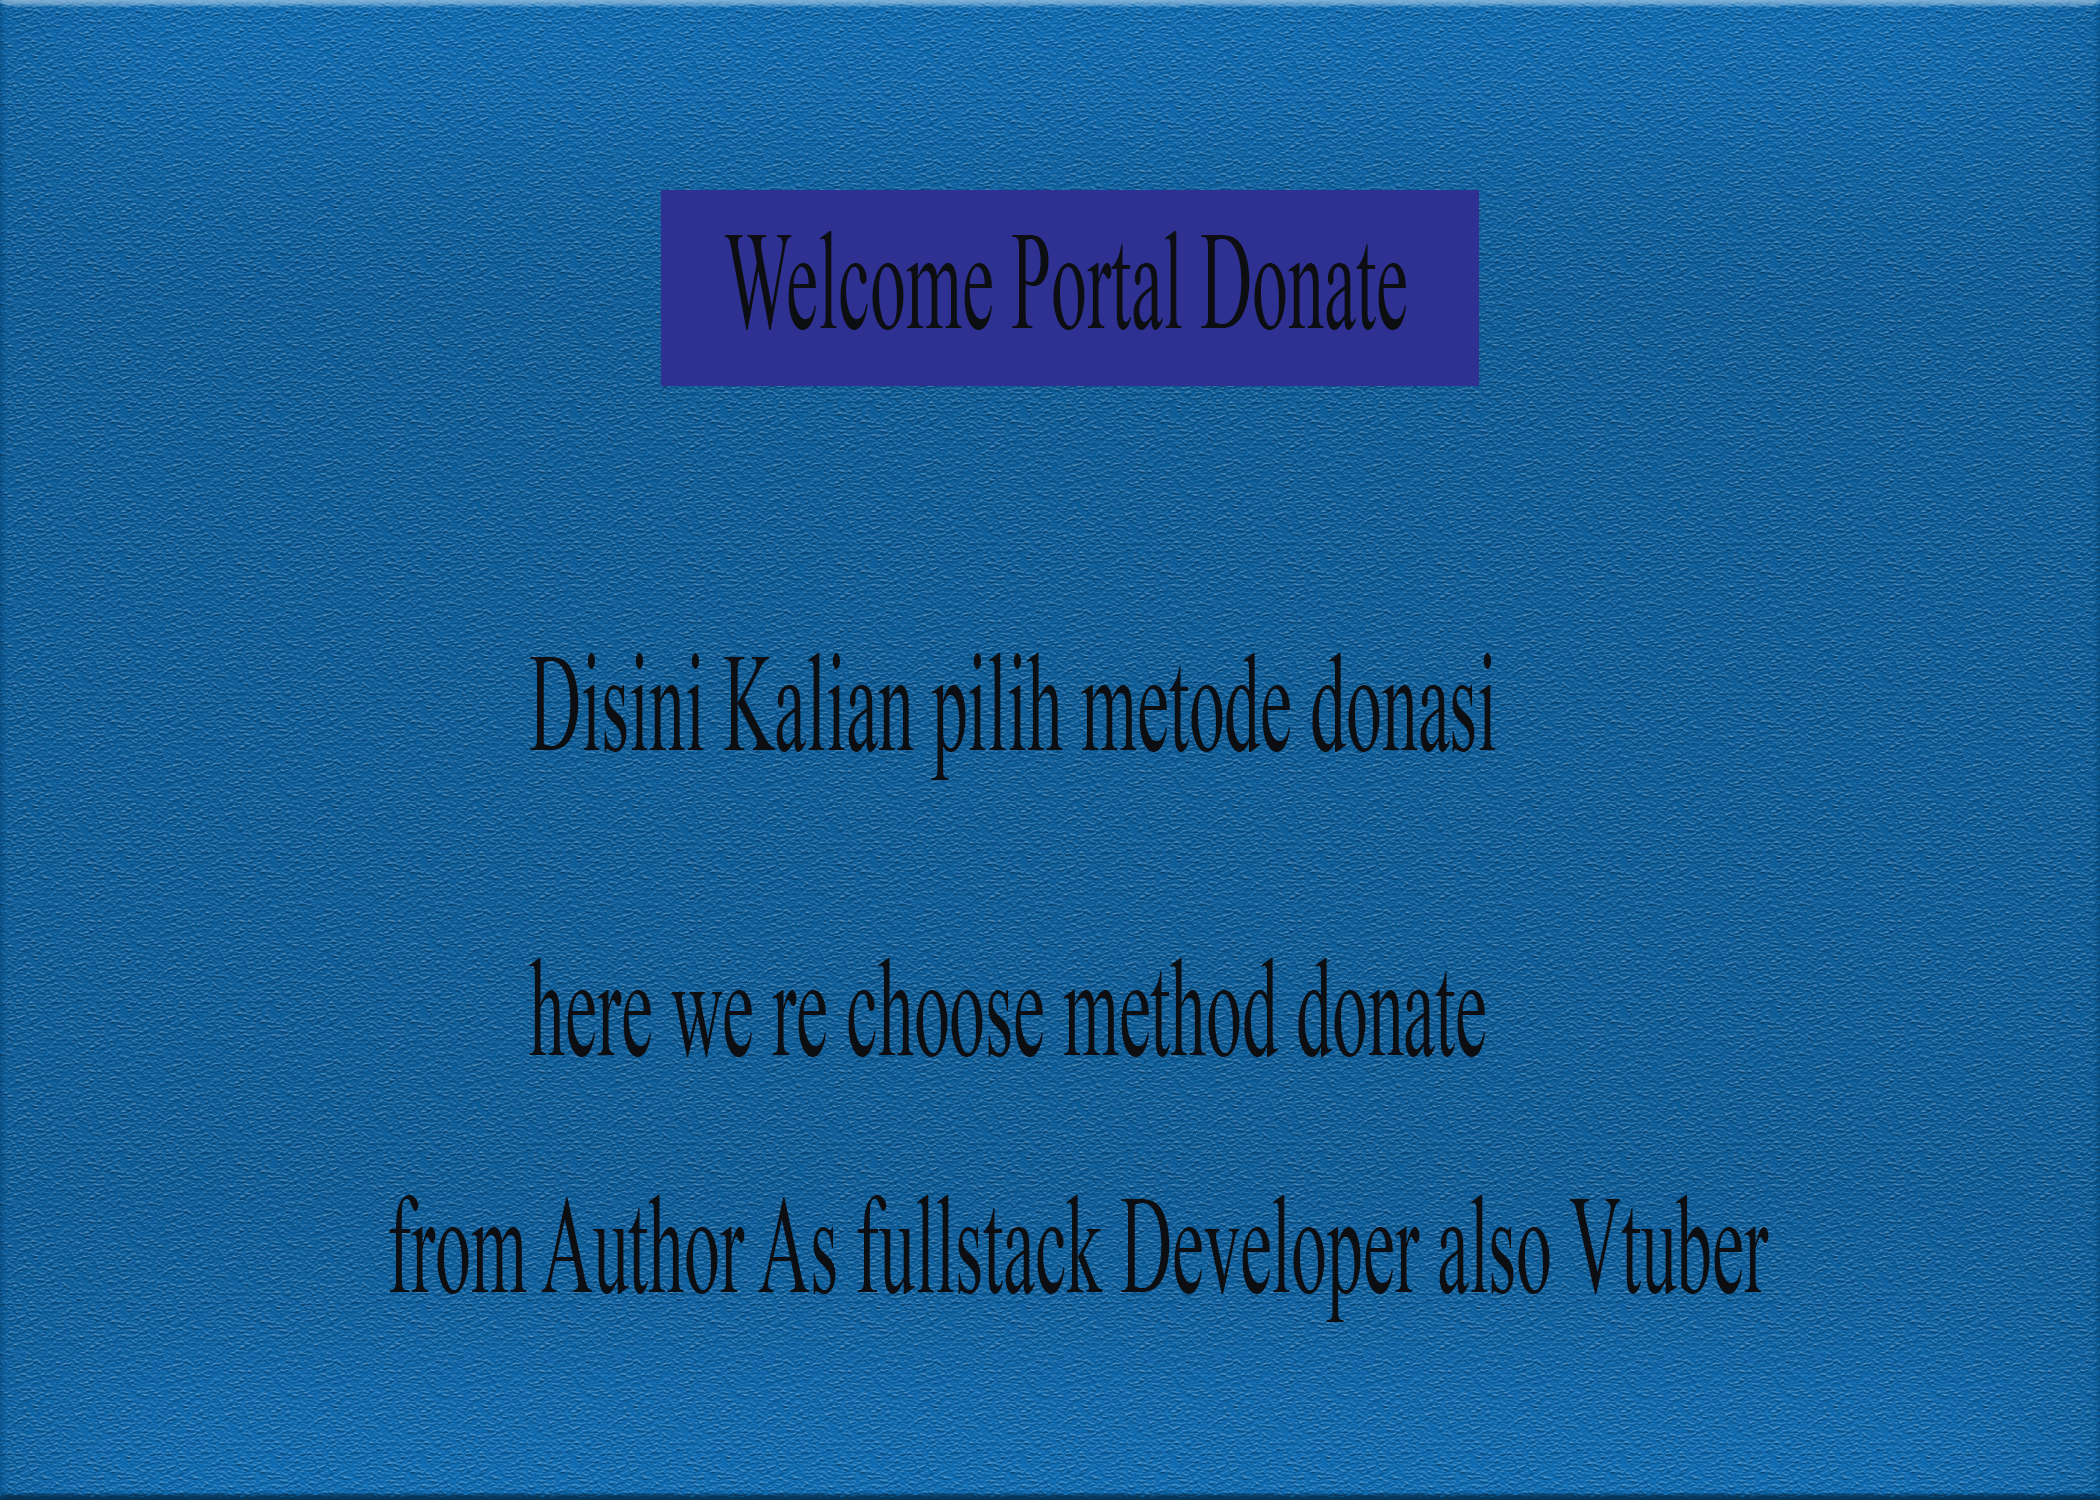 Welcome Portal Donate
Disini Kalian pilih metode donasi
here we re choose method donate
from Author As fullstack Developer also Vtuber